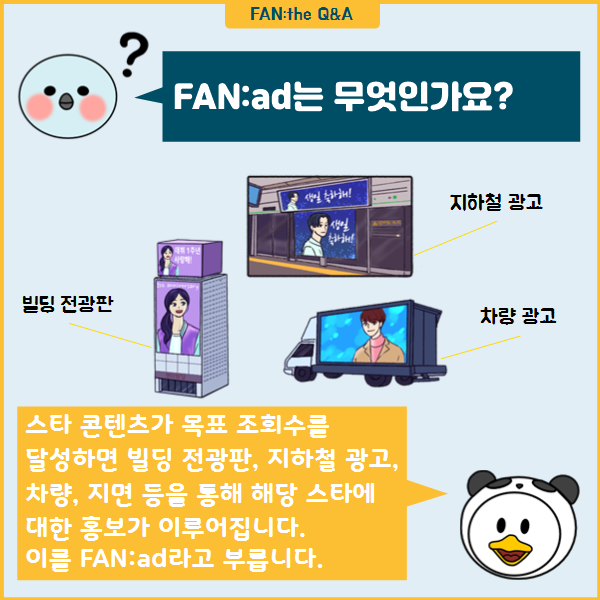 FAN:the Q&A
?
FAN:ad는 무엇인가요?
지하철 광고
생일 축하해!
생일
축하해!
데뷔 1주년
사랑해!
빌딩 전광판
차량 광고
스타 콘텐츠가 목표 조회수를
달성하면 빌딩 전광판, 지하철 광고,
차량, 지면 등을 통해 해당 스타에
대한 홍보가 이루어집니다.
이를 FAN:ad라고 부릅니다.